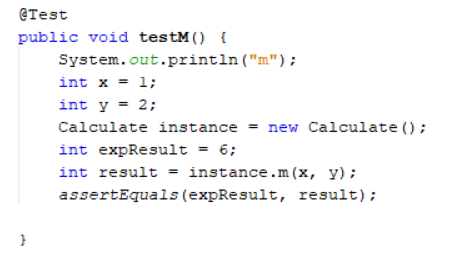 @Test
public void testM() {
System.out.println("m");
int x = 1;
int y = 2;
Calculate instance = new Calculate();
int expResult = 6;
int result = instance.m(x, y);
assertEquals(expResult, result);
}